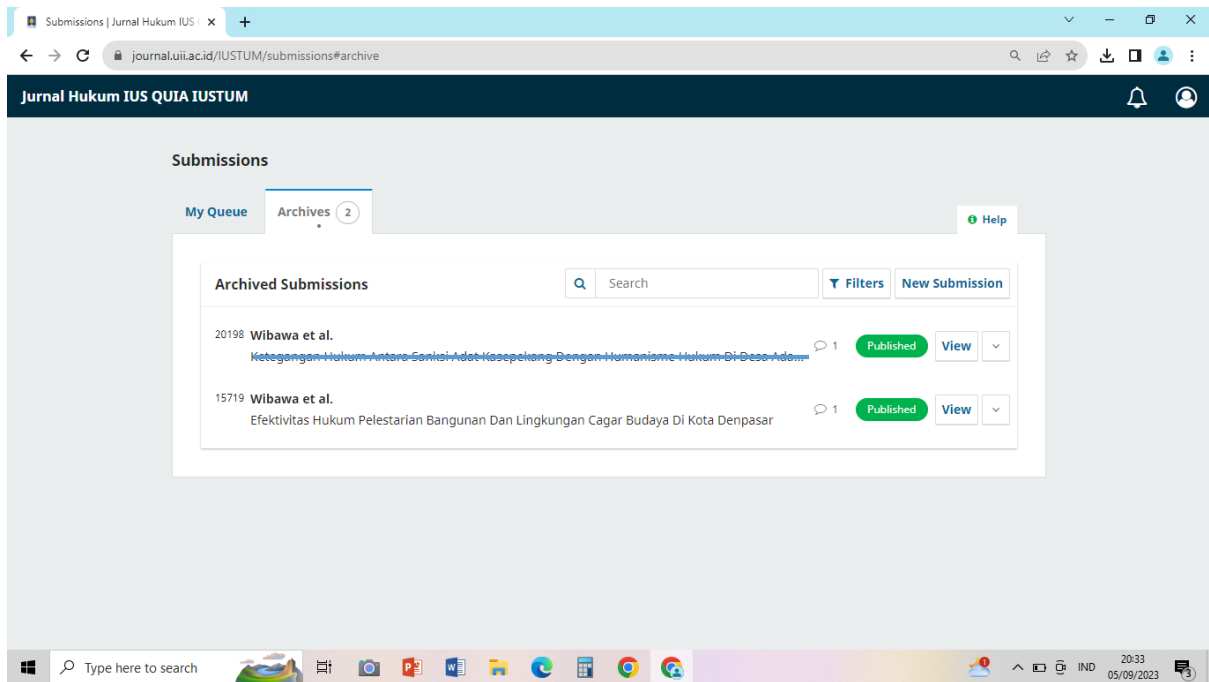 Submissions | Jurnal Hukum IUS
journal.uii.ac.id/IUSTUM/submissions#archive
Jurnal Hukum IUS QUIA IUSTUM
Submissions
My Queue Archives 2
Help
Archived Submissions Search Filters New Submission
20198 Wibawa et al.
Ketegangan Hukum Antara Sanksi Adat Kasepekang Dengan Humanisme Hukum Di Desa Ada...
1 Published View
15719 Wibawa et al.
Efektivitas Hukum Pelestarian Bangunan Dan Lingkungan Cagar Budaya Di Kota Denpasar
1 Published View
Type here to search
IND
20:33
05/09/2023
3